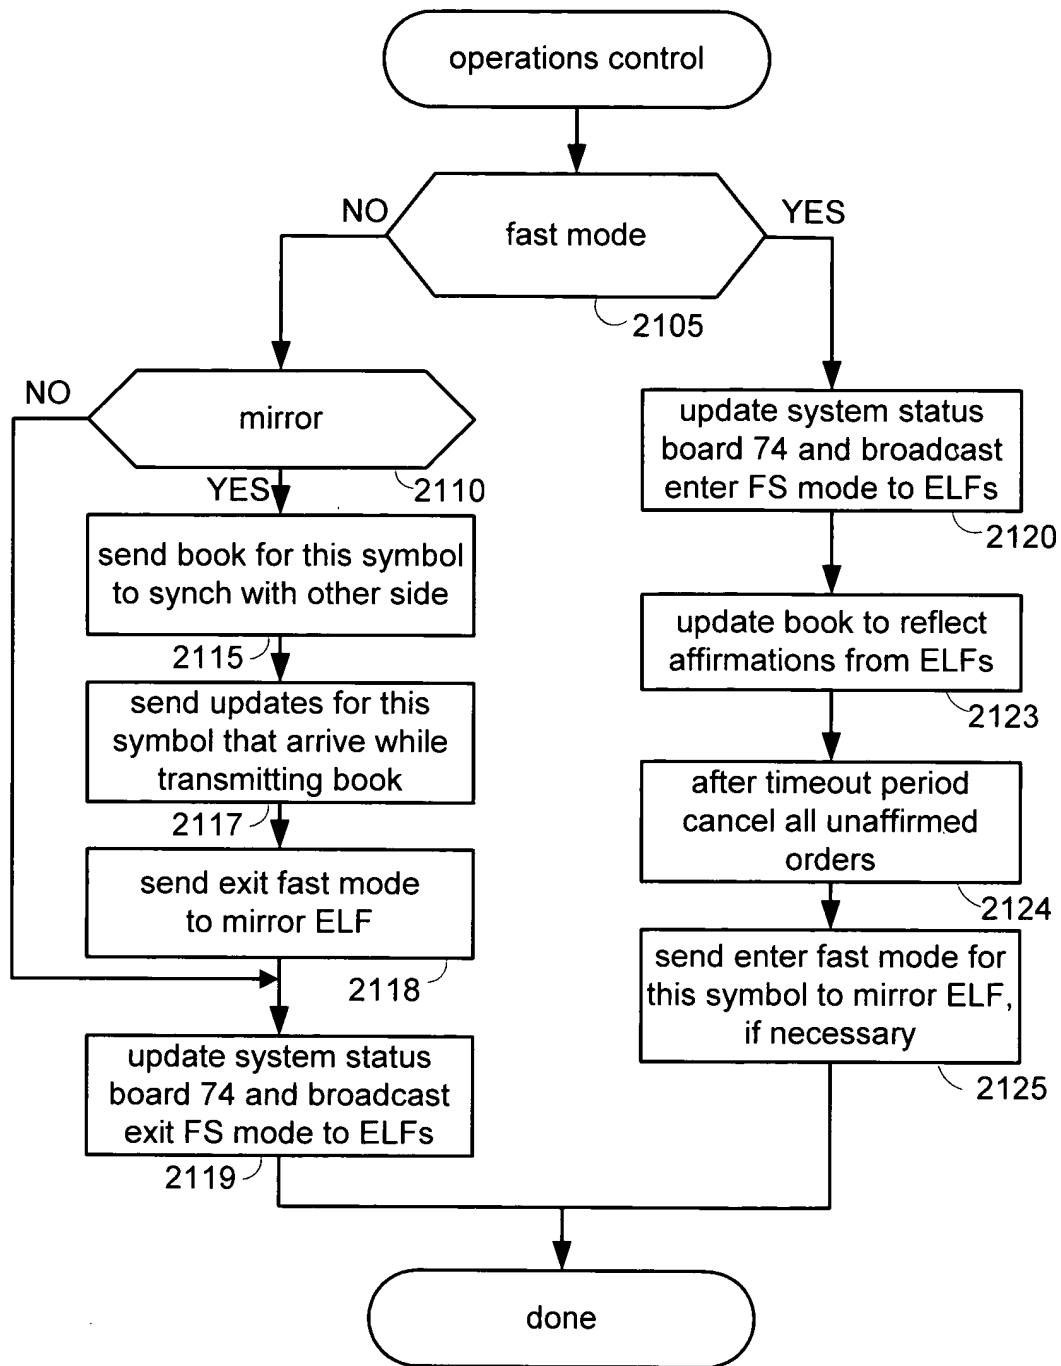 operations control
NO
YES
fast mode
2105
NO
mirror
2110
YES
send book for this symbol
to synch with other side
2115
send updates for this
symbol that arrive while
transmitting book
2117
send exit fast mode
to mirror ELF
2118
update system status
board 74 and broadcast
exit FS mode to ELFs
2119
update system status
board 74 and broadcast
enter FS mode to ELFs
2120
update book to reflect
affirmations from ELFs
2123
after timeout period
cancel all unaffirmed
orders
2124
send enter fast mode for
this symbol to mirror ELF,
if necessary
2125
done